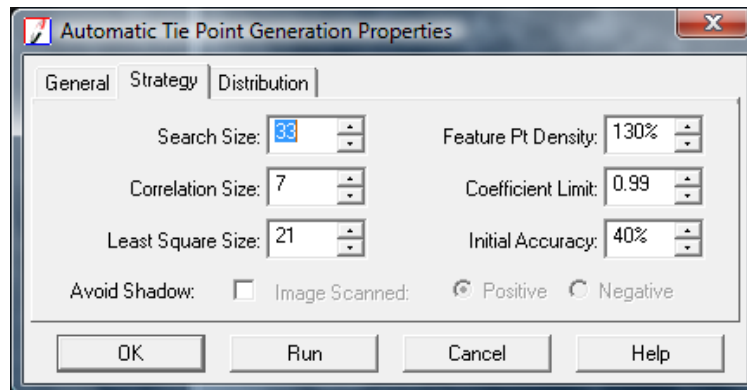 Automatic Tie Point Generation Properties
General Strategy Distribution
Search Size: 33 Feature Pt Density: 130%
Correlation Size: 7 Coefficient Limit: 0.99
Least Square Size: 21 Initial Accuracy: 40%
Avoid Shadow: Image Scanned: Positive Negative
OK Run Cancel Help